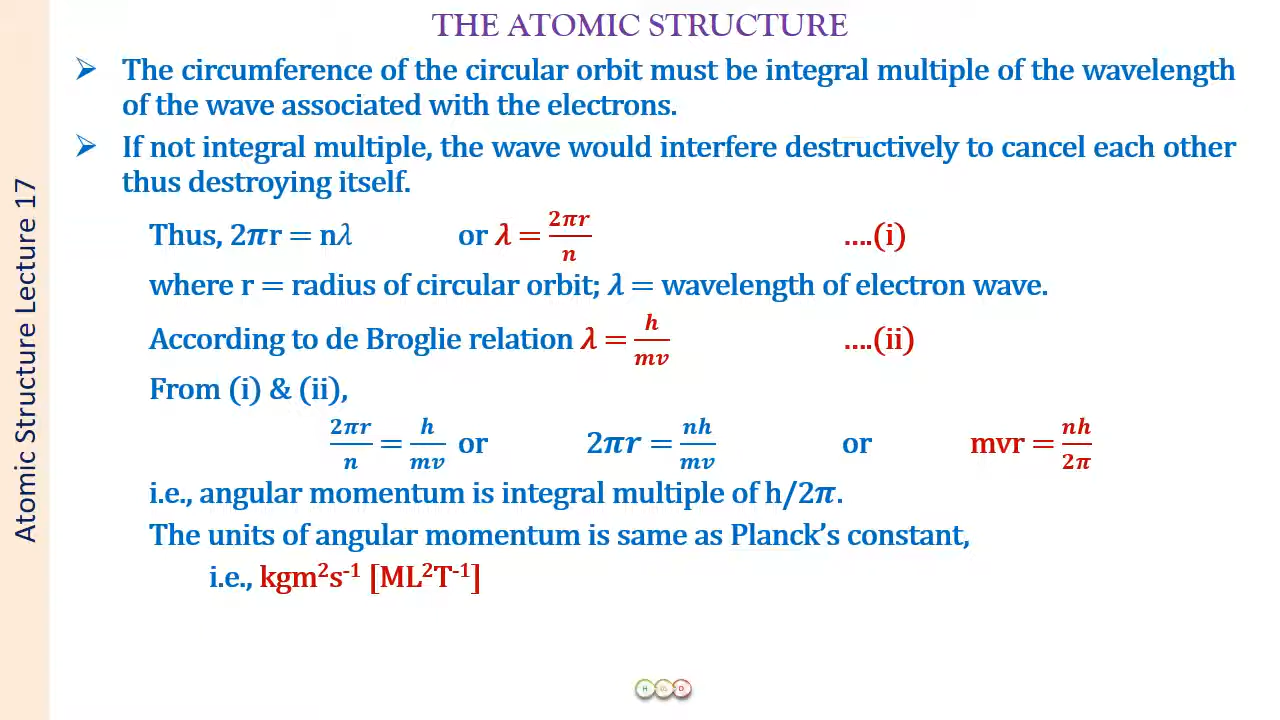 THE ATOMIC STRUCTURE
Atomic Structure Lecture 17
➢ The circumference of the circular orbit must be integral multiple of the wavelength
of the wave associated with the electrons.
➢ If not integral multiple, the wave would interfere destructively to cancel each other
thus destroying itself.
Thus, 2πr = nλ or λ = 2πr/n ....(i)
where r = radius of circular orbit; λ = wavelength of electron wave.
According to de Broglie relation λ = h/mv ....(ii)
From (i) & (ii),
2πr/n = h/mv or 2πr = nh/mv or mvr = nh/2π
i.e., angular momentum is integral multiple of h/2π.
The units of angular momentum is same as Planck's constant,
i.e., kgm²s⁻¹ [ML²T⁻¹]